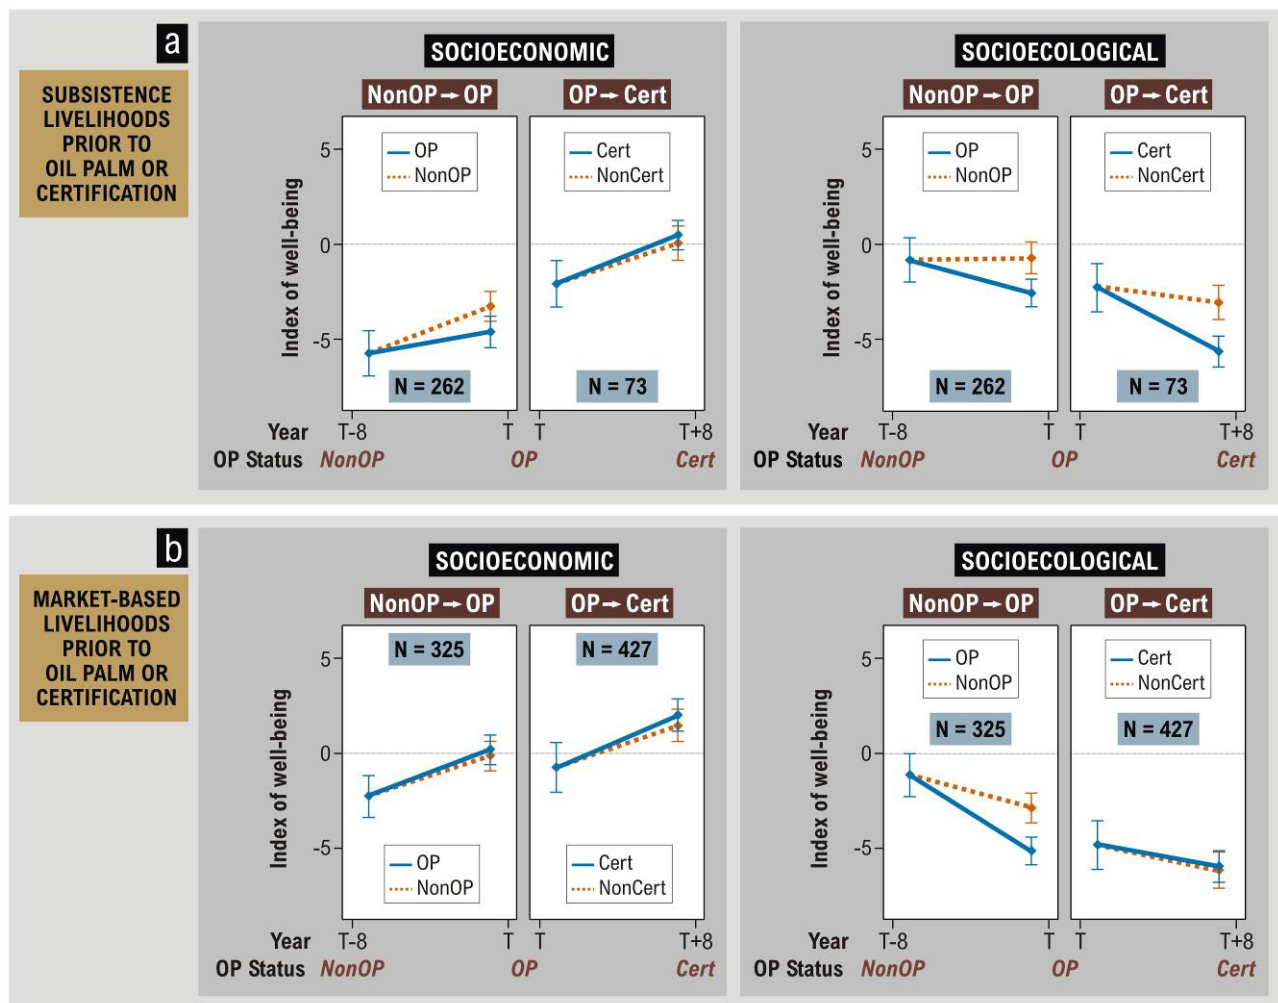 a
SUBSISTENCE
LIVELIHOODS
PRIOR TO
OIL PALM OR
CERTIFICATION
SOCIOECONOMIC
NonOP→OP
OP→Cert
Index of well-being
5
0
-5
OP
NonOP
Cert
NonCert
N = 262
N = 73
Year T-8 T T T+8
OP Status NonOP OP Cert
SOCIOECOLOGICAL
NonOP→OP
OP→Cert
Index of well-being
5
0
-5
OP
NonOP
Cert
NonCert
N = 262
N = 73
Year T-8 T T T+8
OP Status NonOP OP Cert
b
MARKET-BASED
LIVELIHOODS
PRIOR TO
OIL PALM OR
CERTIFICATION
SOCIOECONOMIC
NonOP→OP
OP→Cert
Index of well-being
5
0
-5
N = 325
N = 427
OP
NonOP
Cert
NonCert
Year T-8 T T T+8
OP Status NonOP OP Cert
SOCIOECOLOGICAL
NonOP→OP
OP→Cert
Index of well-being
5
0
-5
OP
NonOP
Cert
NonCert
N = 325
N = 427
Year T-8 T T T+8
OP Status NonOP OP Cert